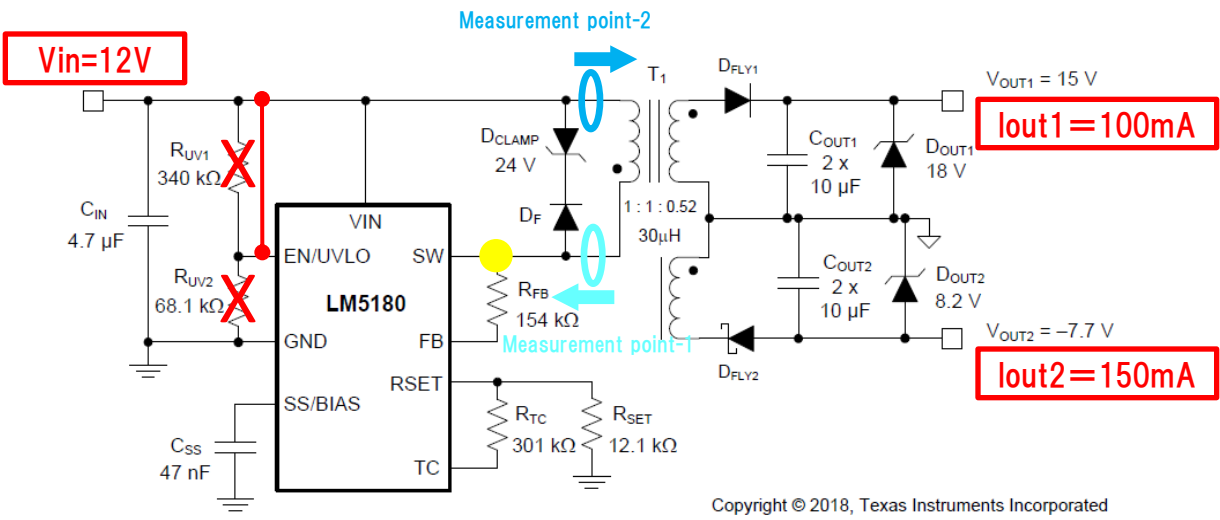 Measurement point-2
Vin=12V
T1
DFLY1
VOUT1 = 15 V
Iout1＝100mA
RUV1
340 kΩ
DCLAMP
24 V
COUT1
2 x
10 µF
DOUT1
18 V
CIN
4.7 µF
VIN
DF
1 : 1 : 0.52
30µH
EN/UVLO
SW
RUV2
68.1 kΩ
LM5180
RFB
154 kΩ
COUT2
2 x
10 µF
DOUT2
8.2 V
GND
FB
Measurement point-1
VOUT2 = –7.7 V
DFLY2
Iout2＝150mA
RSET
SS/BIAS
RTC
301 kΩ
RSET
12.1 kΩ
CSS
47 nF
TC
Copyright © 2018, Texas Instruments Incorporated